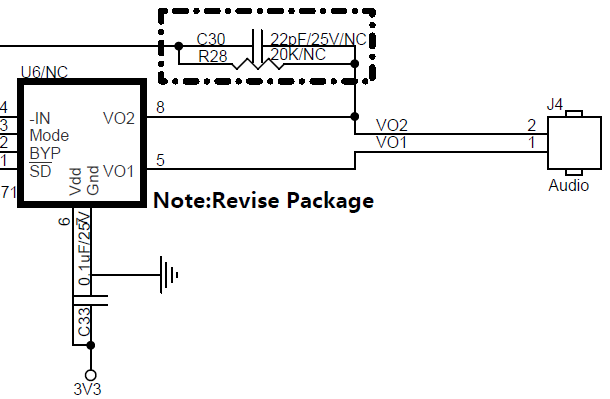 C30
22pF/25V/NC
R28
20K/NC
U6/NC
4
-IN
VO2
8
3
Mode
2
BYP
1
SD
VO1
5
71
Vdd
Gnd
6
7
Note:Revise Package
VO2
2
VO1
1
J4
Audio
0.1uF/25V
C33
3V3